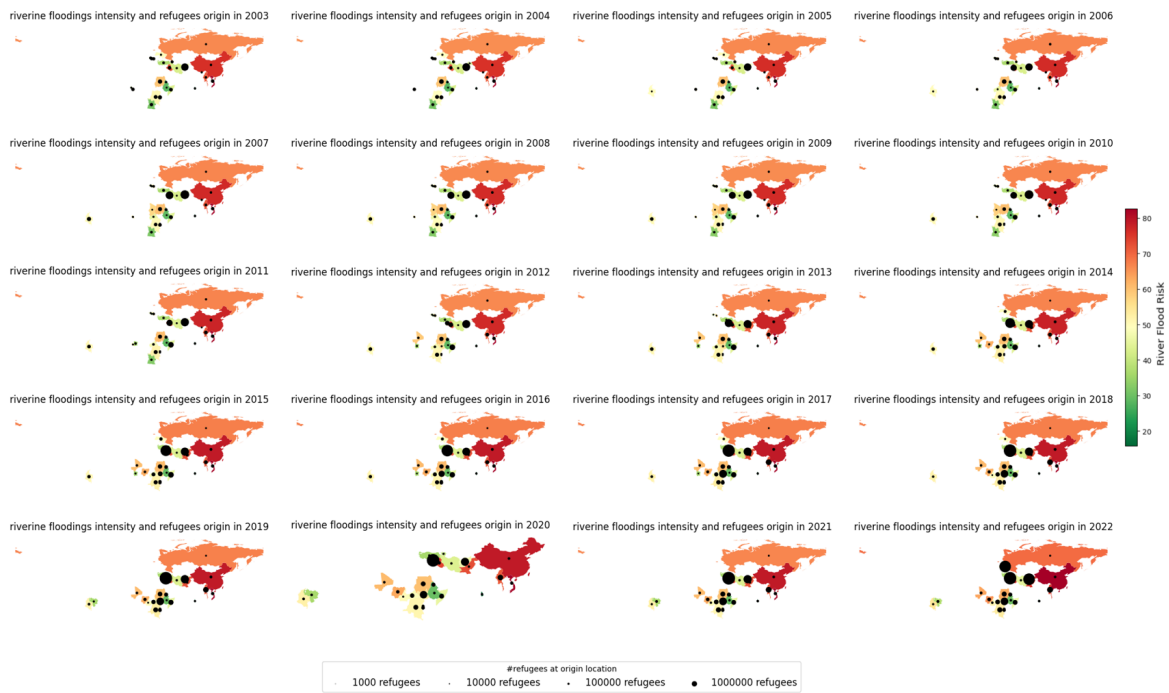 riverine floodings intensity and refugees origin in 2003
riverine floodings intensity and refugees origin in 2004
riverine floodings intensity and refugees origin in 2005
riverine floodings intensity and refugees origin in 2006
riverine floodings intensity and refugees origin in 2007
riverine floodings intensity and refugees origin in 2008
riverine floodings intensity and refugees origin in 2009
riverine floodings intensity and refugees origin in 2010
riverine floodings intensity and refugees origin in 2011
riverine floodings intensity and refugees origin in 2012
riverine floodings intensity and refugees origin in 2013
riverine floodings intensity and refugees origin in 2014
riverine floodings intensity and refugees origin in 2015
riverine floodings intensity and refugees origin in 2016
riverine floodings intensity and refugees origin in 2017
riverine floodings intensity and refugees origin in 2018
riverine floodings intensity and refugees origin in 2019
riverine floodings intensity and refugees origin in 2020
riverine floodings intensity and refugees origin in 2021
riverine floodings intensity and refugees origin in 2022
80
70
60
50
40
30
20
River Flood Risk
#refugees at origin location
1000 refugees
10000 refugees
100000 refugees
1000000 refugees